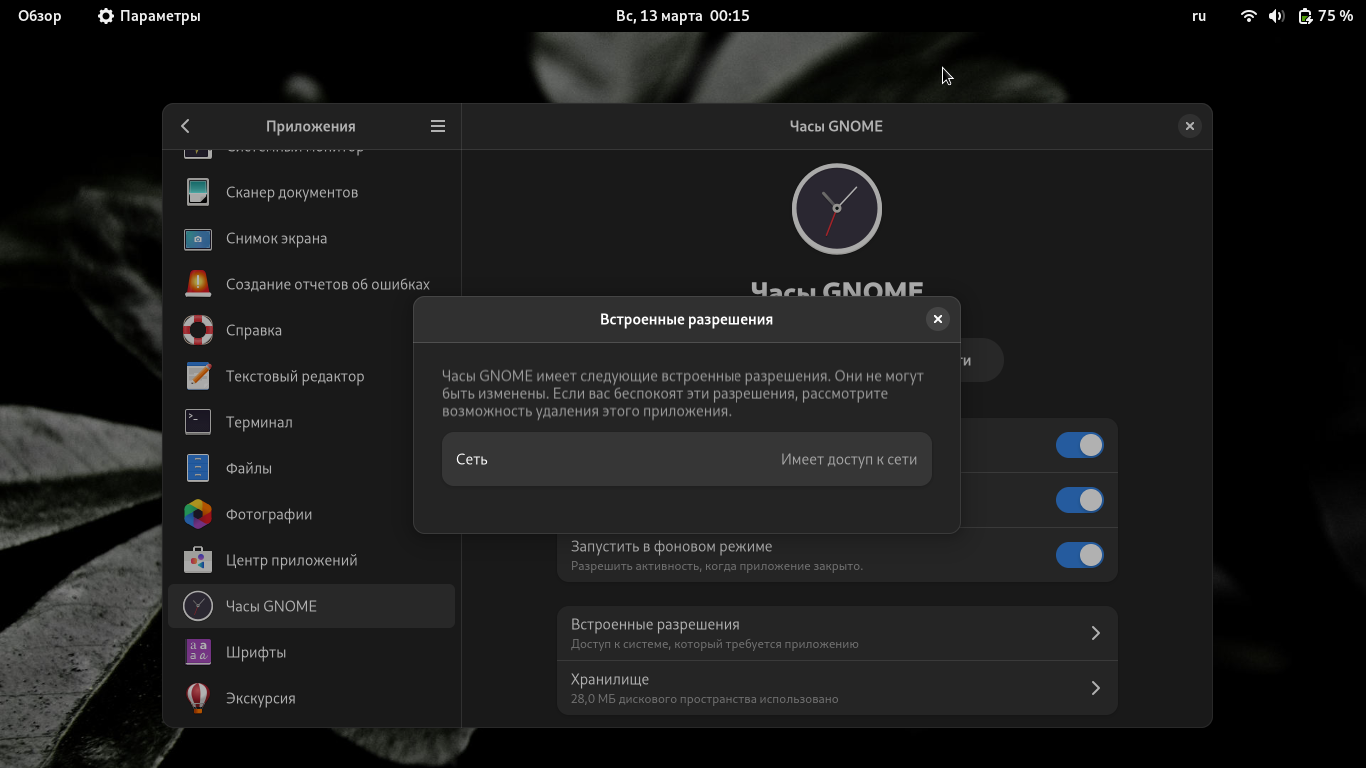 Обзор
Параметры
Вс, 13 марта 00:15
ru
75 %
Приложения
Часы GNOME
Системный монитор
Сканер документов
Снимок экрана
Создание отчетов об ошибках
Справка
Текстовый редактор
Терминал
Файлы
Фотографии
Центр приложений
Часы GNOME
Шрифты
Экскурсия
Часы GNOME
ти
Встроенные разрешения
Часы GNOME имеет следующие встроенные разрешения. Они не могут
быть изменены. Если вас беспокоят эти разрешения, рассмотрите
возможность удаления этого приложения.
Сеть
Имеет доступ к сети
Запустить в фоновом режиме
Разрешить активность, когда приложение закрыто.
Встроенные разрешения
Доступ к системе, который требуется приложению
Хранилище
28,0 МБ дискового пространства использовано